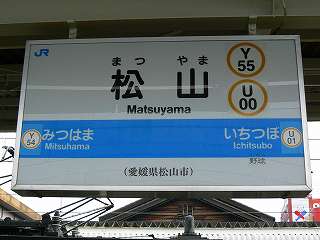 JR
まつ やま
松山
Matsuyama
Y
55
U
00
Y
54
みつはま
Mitsuhama
いちつぼ
Ichitsubo
U
01
野球
(愛媛県松山市)